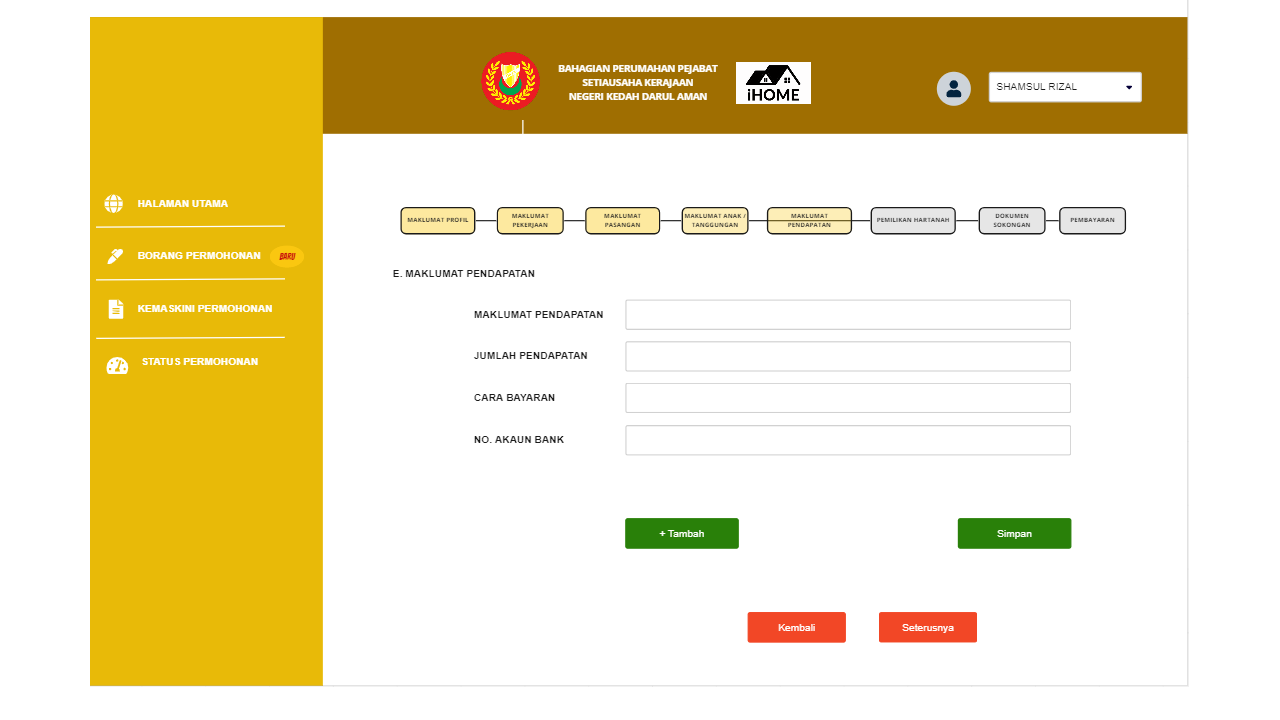 BAHAGIAN PERUMAHAN PEJABAT
SETIAUSAHA KERAJAAN
NEGERI KEDAH DARUL AMAN
iHOME
SHAMSUL RIZAL
HALAMAN UTAMA
BORANG PERMOHONAN
BARU
KEMASKINI PERMOHONAN
STATUS PERMOHONAN
MAKLUMAT PROFIL
MAKLUMAT
PEKERJAAN
MAKLUMAT
PASANGAN
MAKLUMAT ANAK /
TANGGUNGAN
MAKLUMAT
PENDAPATAN
PEMILIKAN HARTANAH
DOKUMEN
SOKONGAN
PEMBAYARAN
E. MAKLUMAT PENDAPATAN
MAKLUMAT PENDAPATAN
JUMLAH PENDAPATAN
CARA BAYARAN
NO. AKAUN BANK
+ Tambah
Simpan
Kembali
Seterusnya